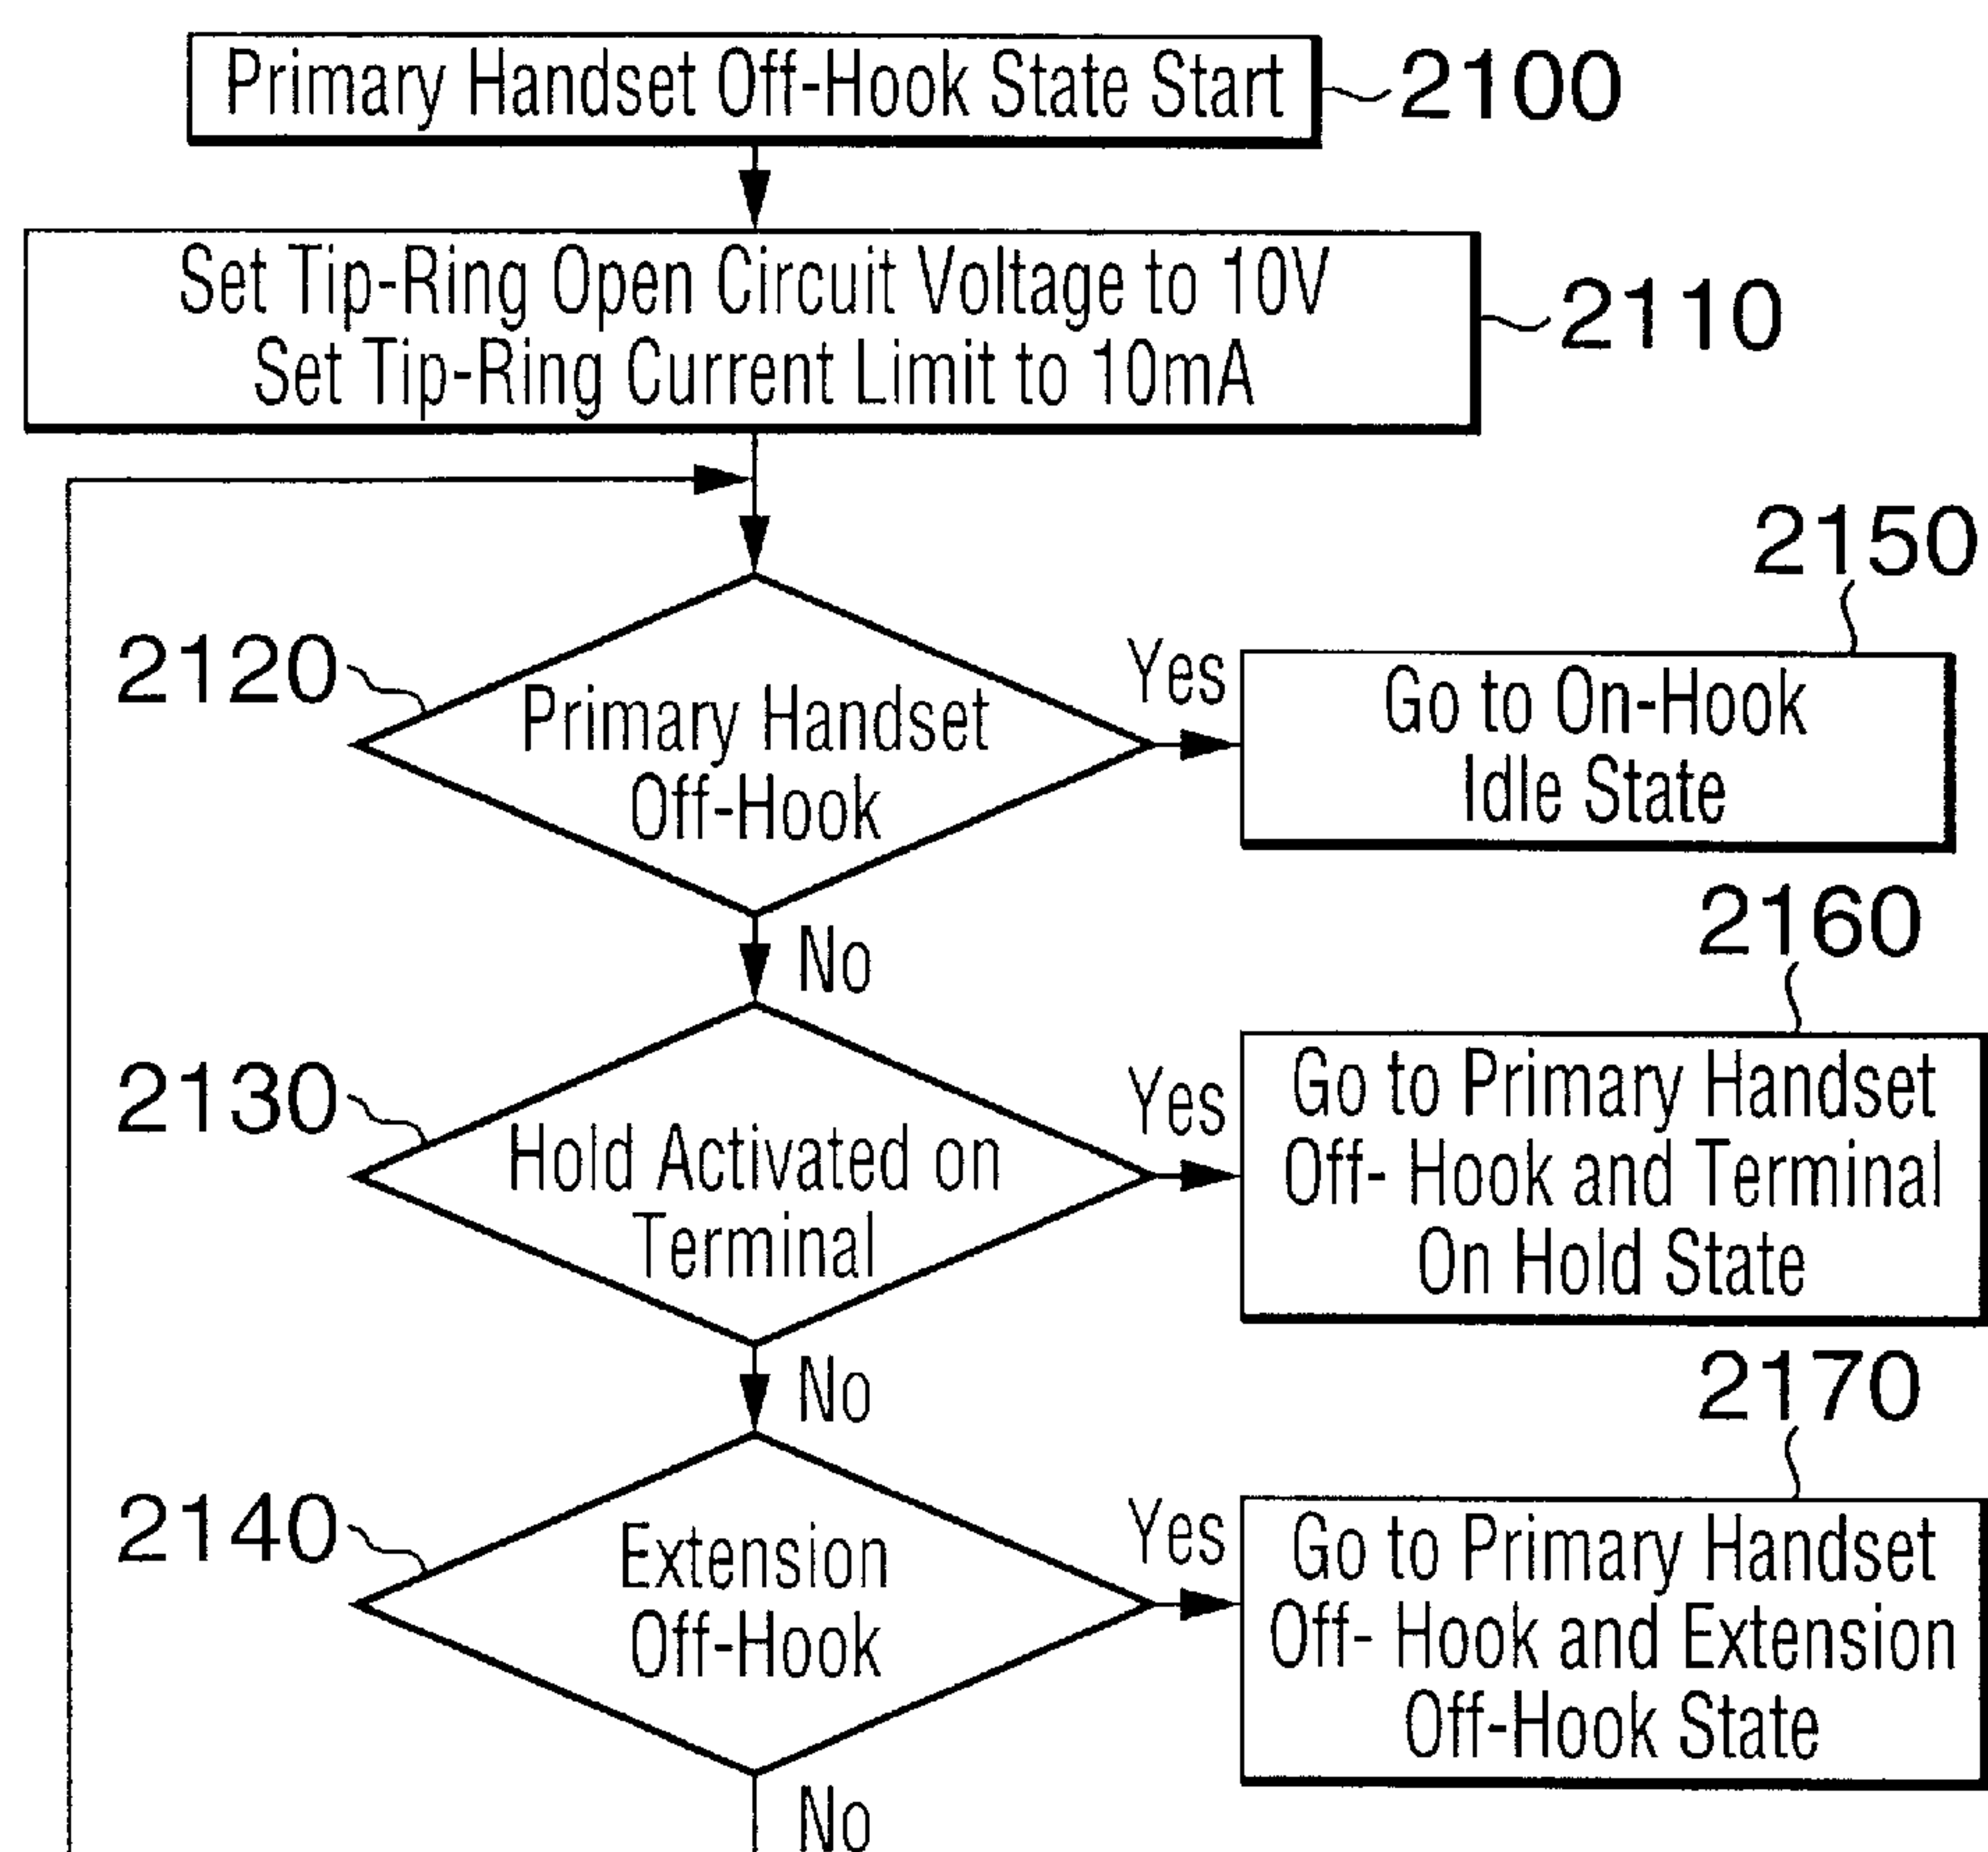 Primary Handset Off-Hook State Start
2100
Set Tip-Ring Open Circuit Voltage to 10V
Set Tip-Ring Current Limit to 10mA
2110
2120
Primary Handset
Off-Hook
Yes
2150
Go to On-Hook
Idle State
No
2130
Hold Activated on
Terminal
Yes
2160
Go to Primary Handset
Off- Hook and Terminal
On Hold State
No
2140
Extension
Off-Hook
Yes
2170
Go to Primary Handset
Off- Hook and Extension
Off-Hook State
No